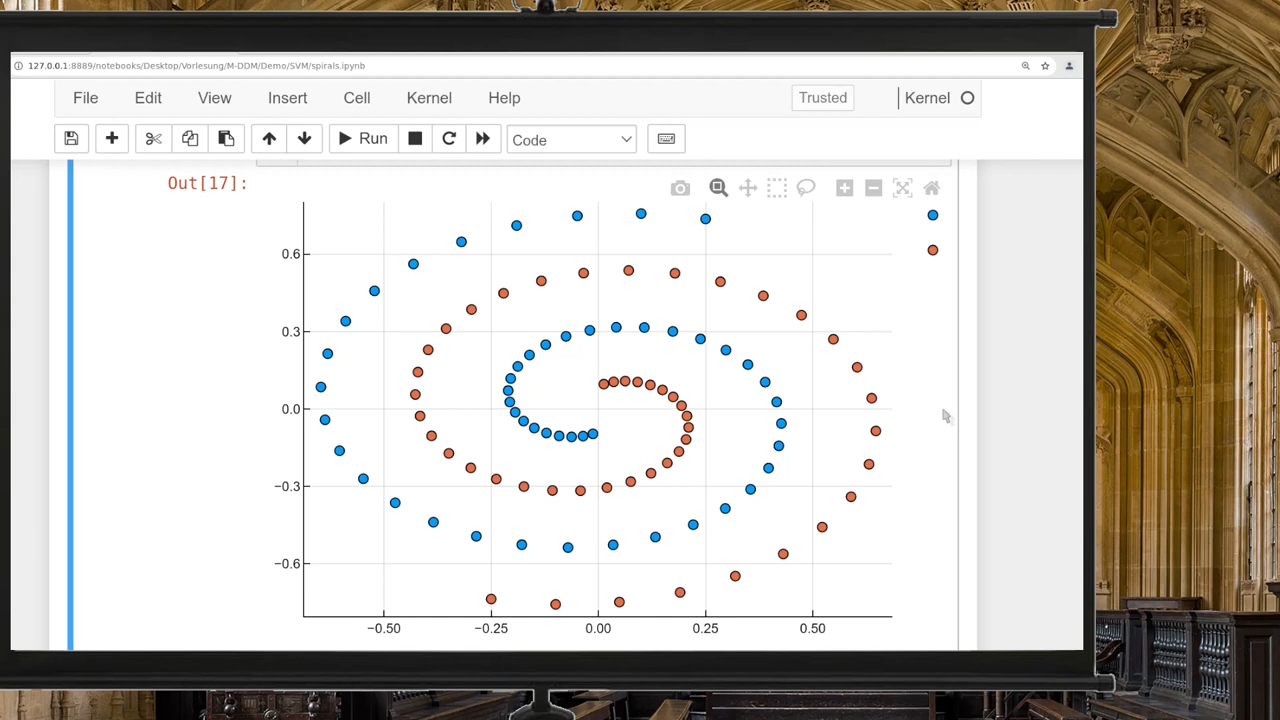 127.0.0.1:8889/notebooks/Desktop/Vorlesung/M-DDM/Demo/SVM/spirals.ipynb
File Edit View Insert Cell Kernel Help Trusted Kernel
Run Code
Out[17]:
0.6
0.3
0.0
−0.3
−0.6
−0.50 −0.25 0.00 0.25 0.50